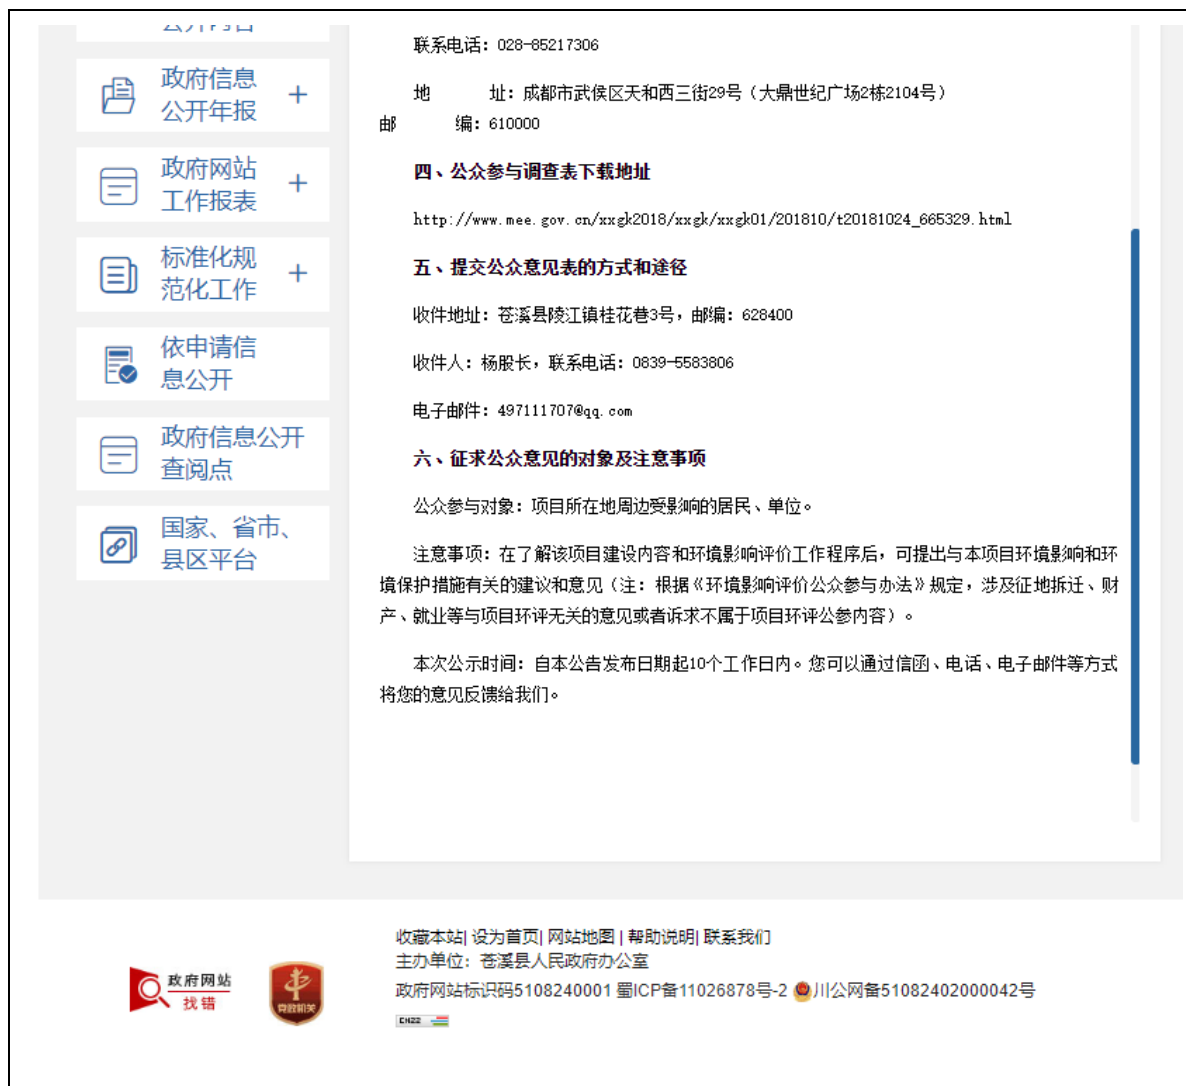 公开内容
政府信息
公开年报
政府网站
工作报表
标准化规
范化工作
依申请信
息公开
政府信息公开
查阅点
国家、省市、
县区平台
联系电话：028-85217306
地 址：成都市武侯区天和西三街29号（大鼎世纪广场2栋2104号）
邮 编：610000
四、公众参与调查表下载地址
http://www.mee.gov.cn/xxgk2018/xxgk/xxgk01/201810/t20181024_665329.html
五、提交公众意见表的方式和途径
收件地址：苍溪县陵江镇桂花巷3号，邮编：628400
收件人：杨股长，联系电话：0839-5583806
电子邮件：497111707@qq.com
六、征求公众意见的对象及注意事项
公众参与对象：项目所在地周边受影响的居民、单位。
注意事项：在了解该项目建设内容和环境影响评价工作程序后，可提出与本项目环境影响和环
境保护措施有关的建议和意见（注：根据《环境影响评价公众参与办法》规定，涉及征地拆迁、财
产、就业等与项目环评无关的意见或者诉求不属于项目环评公参内容）。
本次公示时间：自本公告发布日期起10个工作日内。您可以通过信函、电话、电子邮件等方式
将您的意见反馈给我们。
收藏本站| 设为首页| 网站地图 | 帮助说明| 联系我们
主办单位：苍溪县人民政府办公室
政府网站标识码5108240001 蜀ICP备11026878号-2 川公网备51082402000042号
政府网站
找错
党政机关
CNZZ